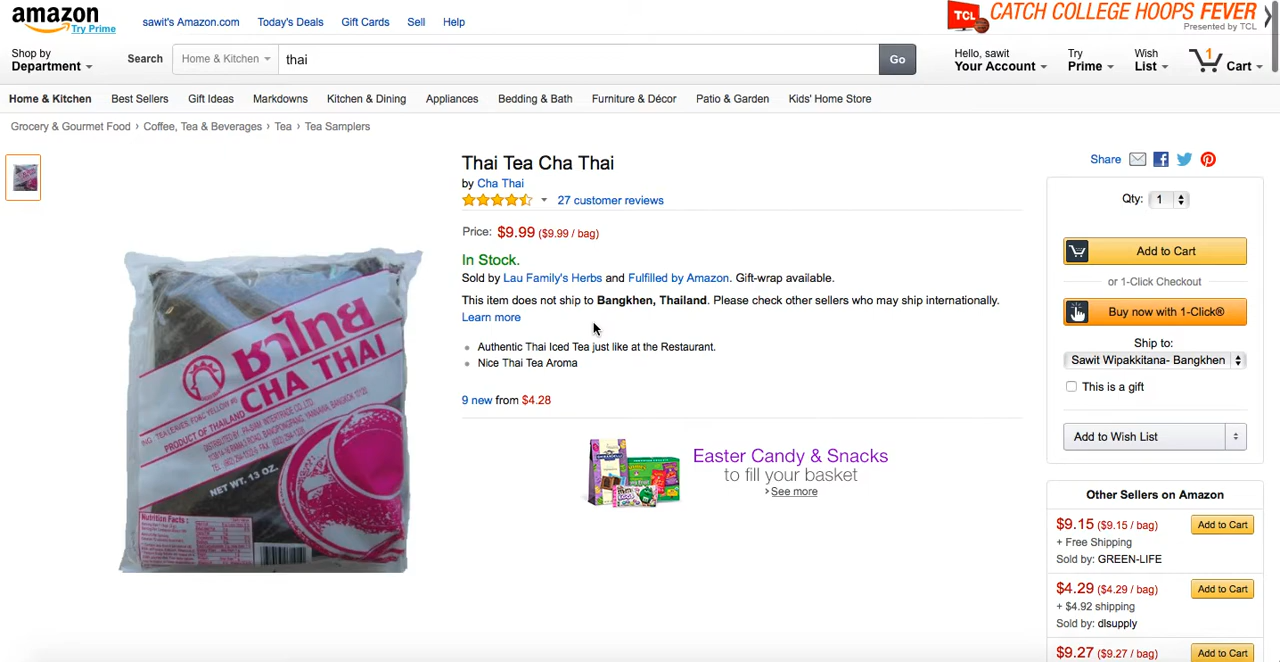 amazon
Try Prime
sawit's Amazon.com Today's Deals Gift Cards Sell Help
TCL CATCH COLLEGE HOOPS FEVER
Presented by TCL
Shop by
Department
Search Home & Kitchen thai Go
Hello, sawit
Your Account
Try
Prime
Wish
List
1
Cart
Home & Kitchen Best Sellers Gift Ideas Markdowns Kitchen & Dining Appliances Bedding & Bath Furniture & Décor Patio & Garden Kids' Home Store
Grocery & Gourmet Food › Coffee, Tea & Beverages › Tea › Tea Samplers
Thai Tea Cha Thai
by Cha Thai
27 customer reviews
Price: $9.99 ($9.99 / bag)
In Stock.
Sold by Lau Family's Herbs and Fulfilled by Amazon. Gift-wrap available.
This item does not ship to Bangkhen, Thailand. Please check other sellers who may ship internationally.
Learn more
Authentic Thai Iced Tea just like at the Restaurant.
Nice Thai Tea Aroma
9 new from $4.28
Easter Candy & Snacks
to fill your basket
› See more
ชาไทย
CHA THAI
PRODUCT OF THAILAND
NET WT. 13 OZ.
Nutrition Facts :
Share
Qty: 1
Add to Cart
or 1-Click Checkout
Buy now with 1-Click®
Ship to:
Sawit Wipakkitana- Bangkhen
This is a gift
Add to Wish List
Other Sellers on Amazon
$9.15 ($9.15 / bag) Add to Cart
+ Free Shipping
Sold by: GREEN-LIFE
$4.29 ($4.29 / bag) Add to Cart
+ $4.92 shipping
Sold by: dlsupply
$9.27 ($9.27 / bag) Add to Cart